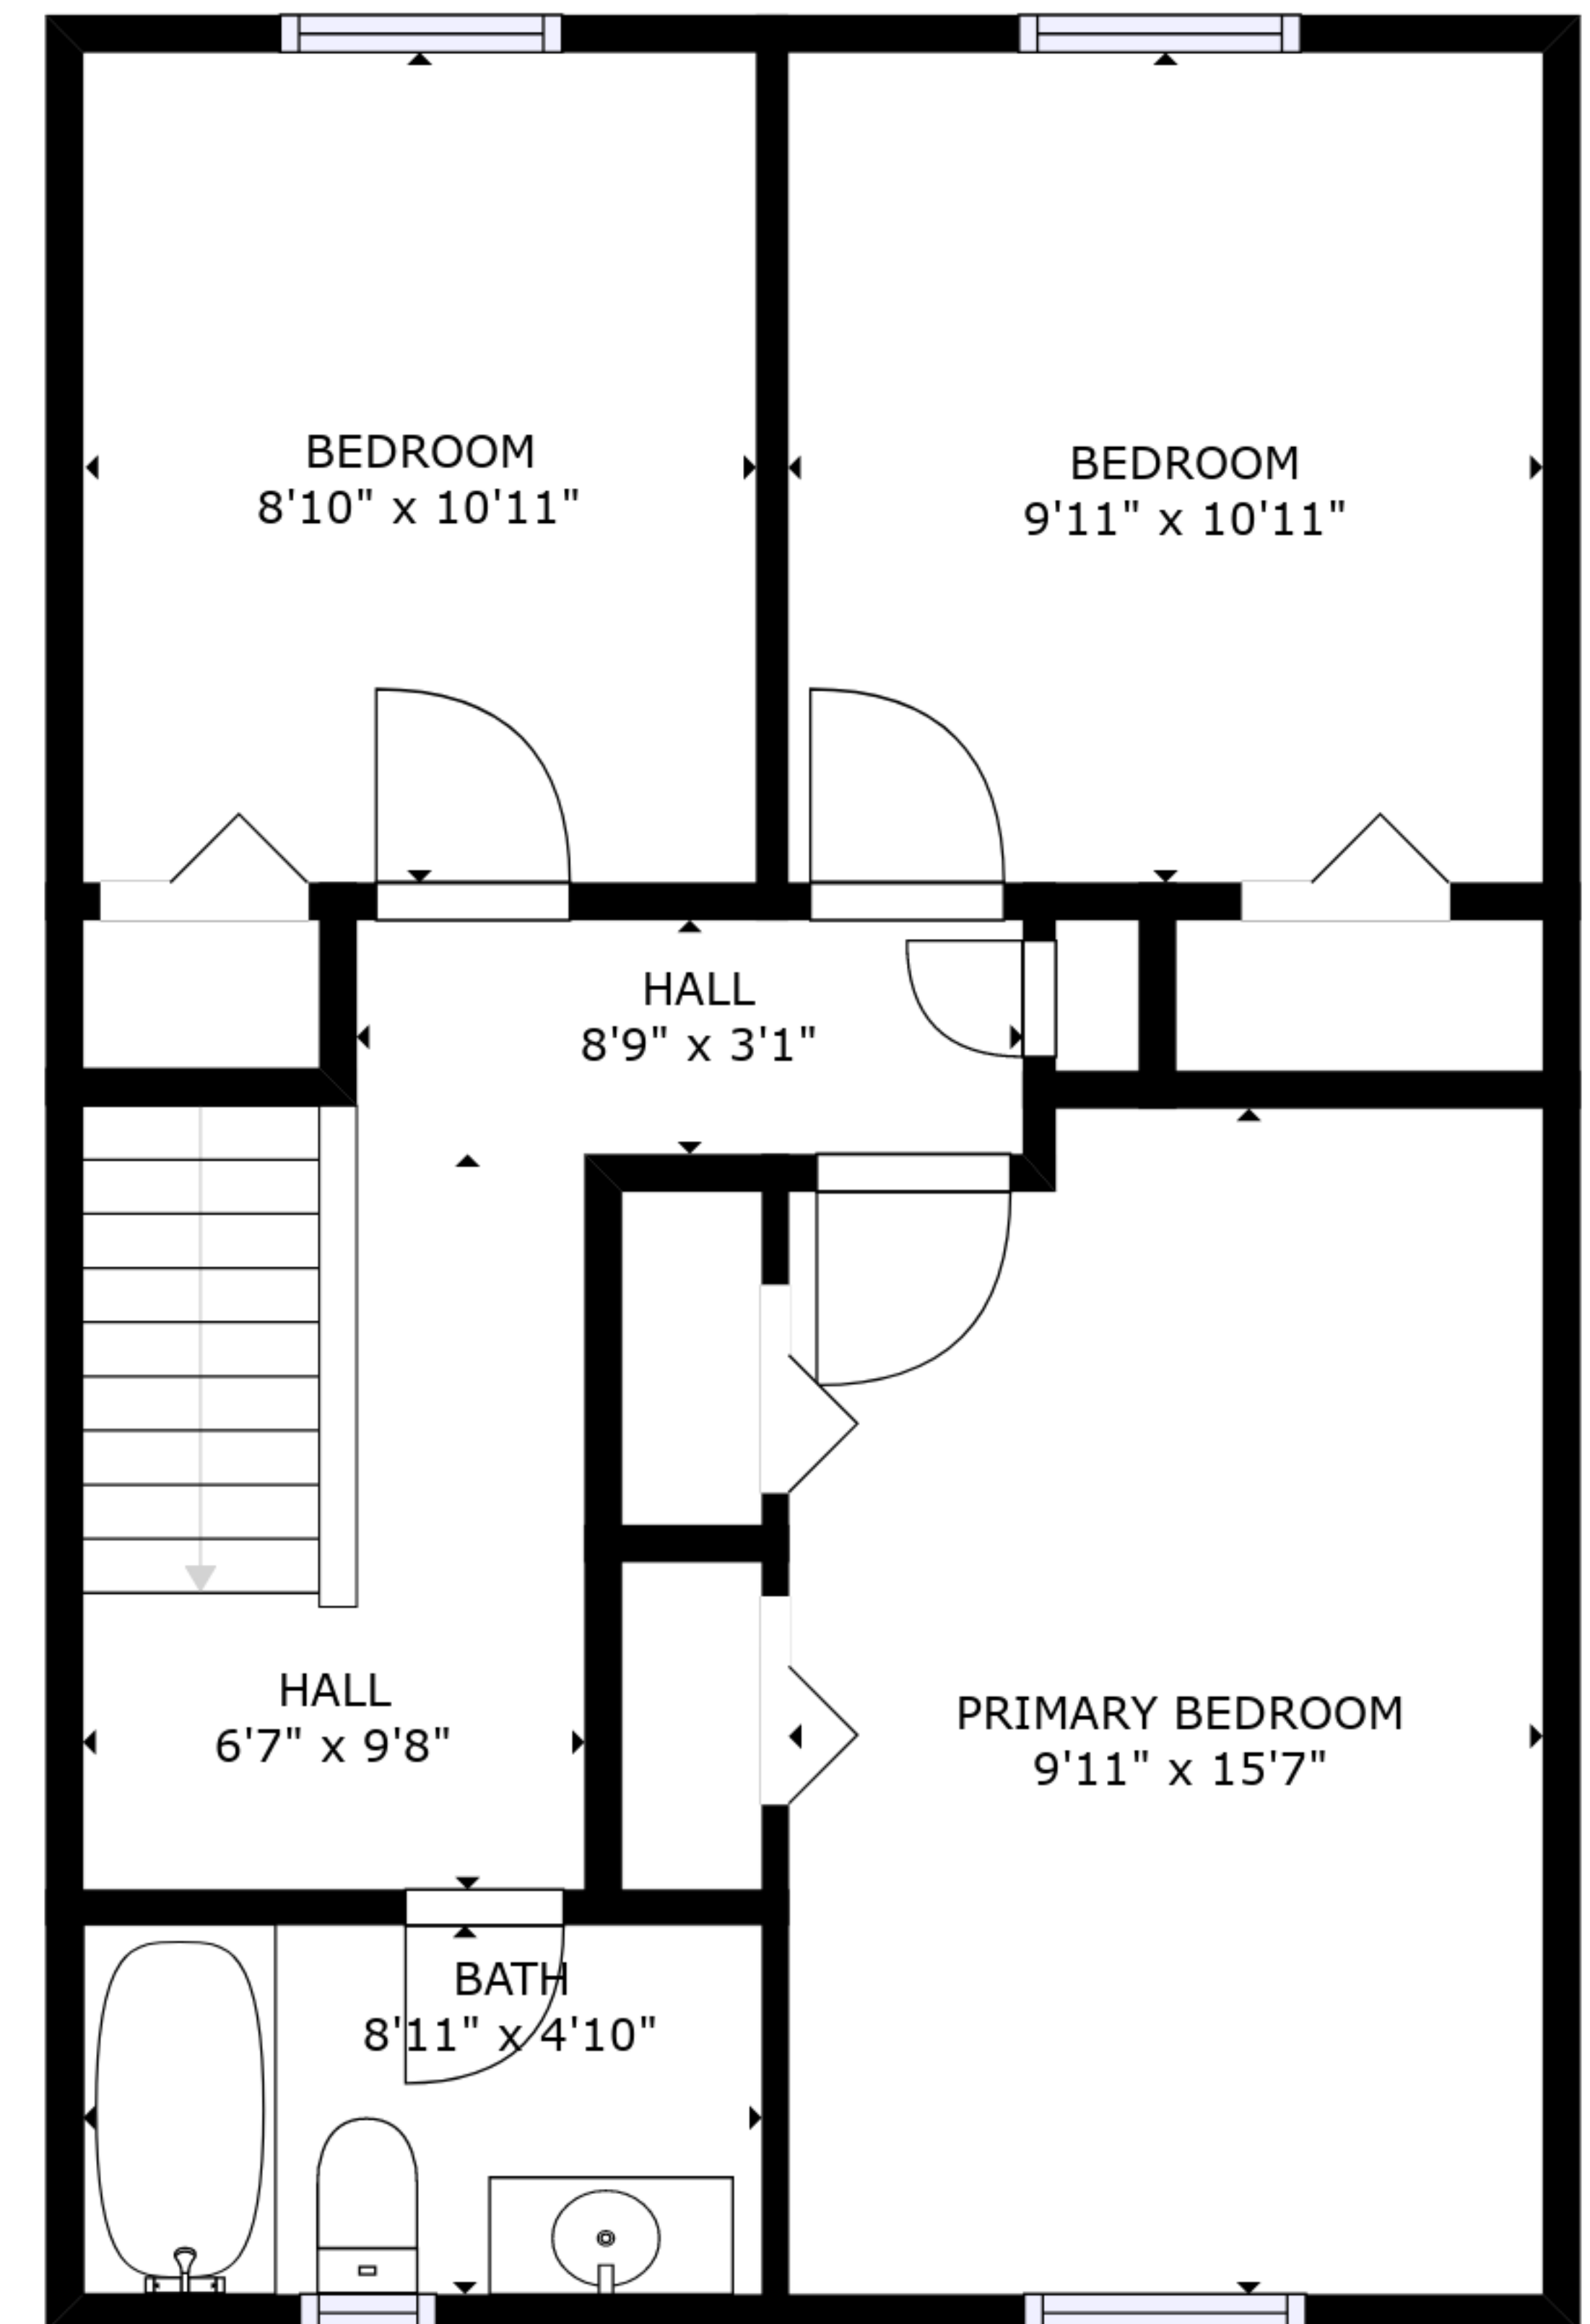 BEDROOM
8'10" x 10'11"
BEDROOM
9'11" x 10'11"
HALL
8'9" x 3'1"
HALL
6'7" x 9'8"
PRIMARY BEDROOM
9'11" x 15'7"
BATH
8'11" x 4'10"